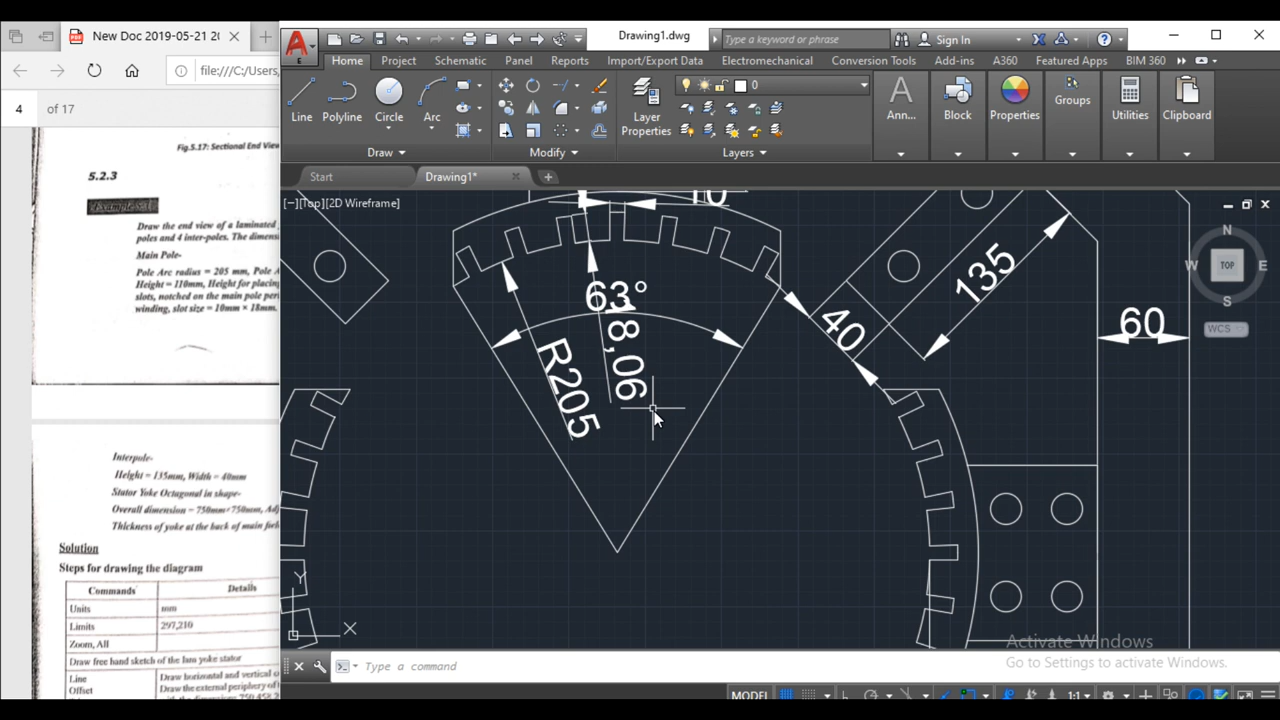 New Doc 2019-05-21 20
Drawing1.dwg
Type a keyword or phrase
Sign In
file:///C:/Users,
Home
Project
Schematic
Panel
Reports
Import/Export Data
Electromechanical
Conversion Tools
Add-ins
A360
Featured Apps
BIM 360
4
of 17
Line
Polyline
Circle
Arc
Layer
Properties
0
Ann...
Block
Properties
Groups
Utilities
Clipboard
Draw
Modify
Layers
Start
Drawing1*
[−][Top][2D Wireframe]
Fig.5.17: Sectional End View
5.2.3
Draw the end view of a laminated
poles and 4 inter-poles. The dimens
Main Pole-
Pole Arc radius = 205 mm, Pole A
Height = 110mm, Height for placing
slots, notched on the main pole peri
winding, slot size = 10mm × 18mm.
Interpole-
Height = 135mm, Width = 40mm
Stator Yoke Octagonal in shape-
Overall dimension = 750mm×750mm, Adj
Thickness of yoke at the back of main fiel
Solution
Steps for drawing the diagram
Commands
Details
Units
mm
Limits
297,210
Zoom, All
Draw free hand sketch of the lam yoke stator
Line
Draw horizontal and vertical
Offset
Draw the external periphery of
10
63°
18,06
R205
40
135
60
N
W
TOP
E
S
WCS
Y
X
Activate Windows
Go to Settings to activate Windows.
Type a command
MODEL
1:1